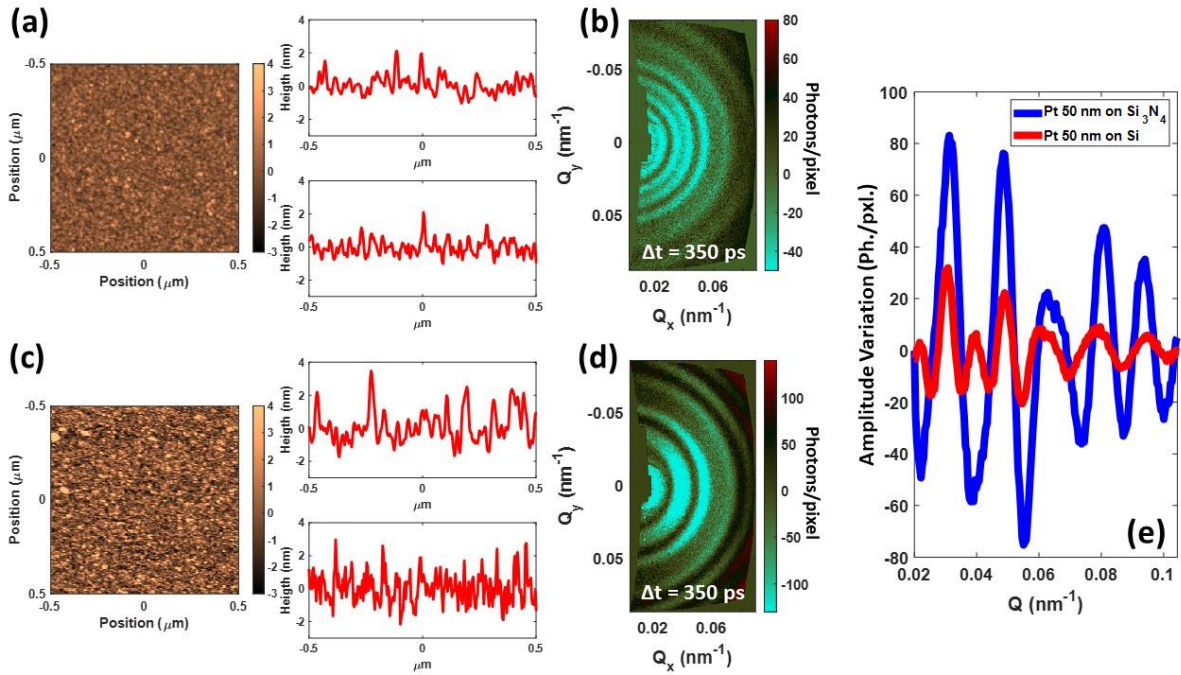 (a)
-0.5
0
0.5
Position (μm)
-0.5 0 0.5
Position (μm)
4
3
2
1
0
-1
-2
-3
Heigth (nm)
4
2
0
-2
-0.5 0 0.5
μm
Heigth (nm)
4
2
0
-2
-0.5 0 0.5
μm
(b)
Qy (nm-1)
-0.05
0
0.05
Δt = 350 ps
0.02 0.06
Qx (nm-1)
80
60
40
20
0
-20
-40
Photons/pixel
(c)
-0.5
0
0.5
Position (μm)
-0.5 0 0.5
Position (μm)
4
3
2
1
0
-1
-2
-3
Heigth (nm)
4
2
0
-2
-0.5 0 0.5
μm
Heigth (nm)
4
2
0
-2
-0.5 0 0.5
μm
(d)
Qy (nm-1)
-0.05
0
0.05
Δt = 350 ps
0.02 0.06
Qx (nm-1)
100
50
0
-50
-100
Photons/pixel
Amplitude Variation (Ph./pxl.)
100
80
60
40
20
0
-20
-40
-60
-80
Pt 50 nm on Si3N4
Pt 50 nm on Si
(e)
0.02 0.04 0.06 0.08 0.1
Q (nm-1)